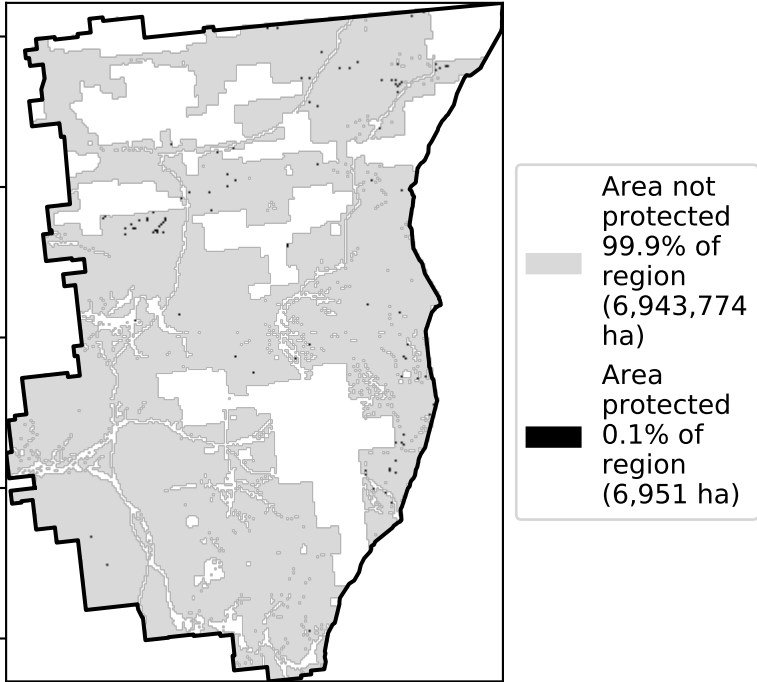 Area not
protected
99.9% of
region
(6,943,774
ha)
Area
protected
0.1% of
region
(6,951 ha)